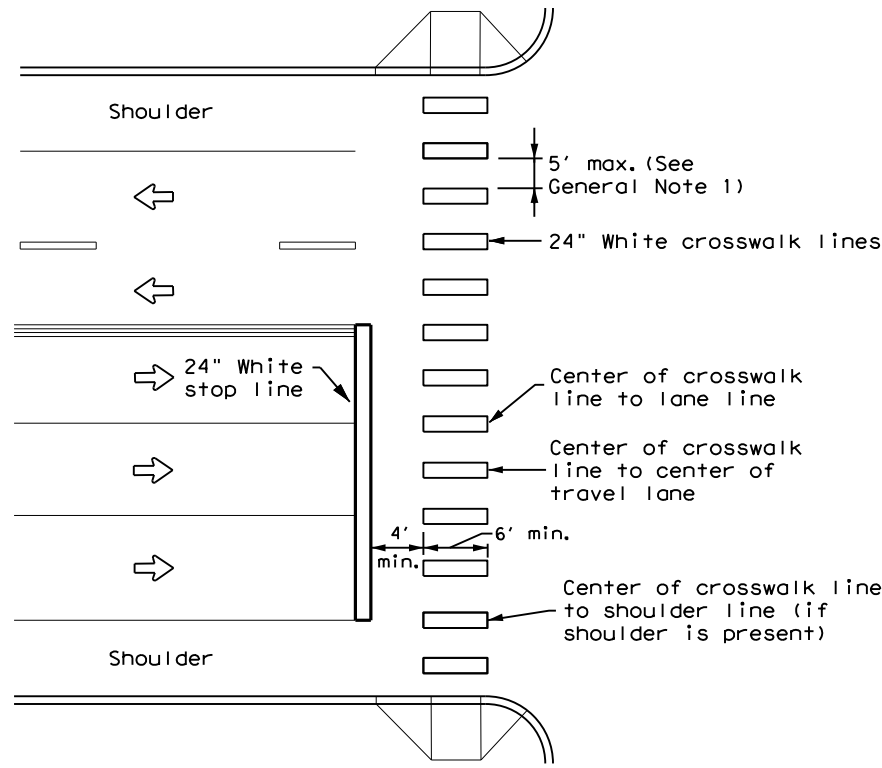 Shoulder
5' max. (See
General Note 1)
24" White crosswalk lines
24" White
stop line
Center of crosswalk
line to lane line
Center of crosswalk
line to center of
travel lane
4'
min.
6' min.
Center of crosswalk line
to shoulder line (if
shoulder is present)
Shoulder